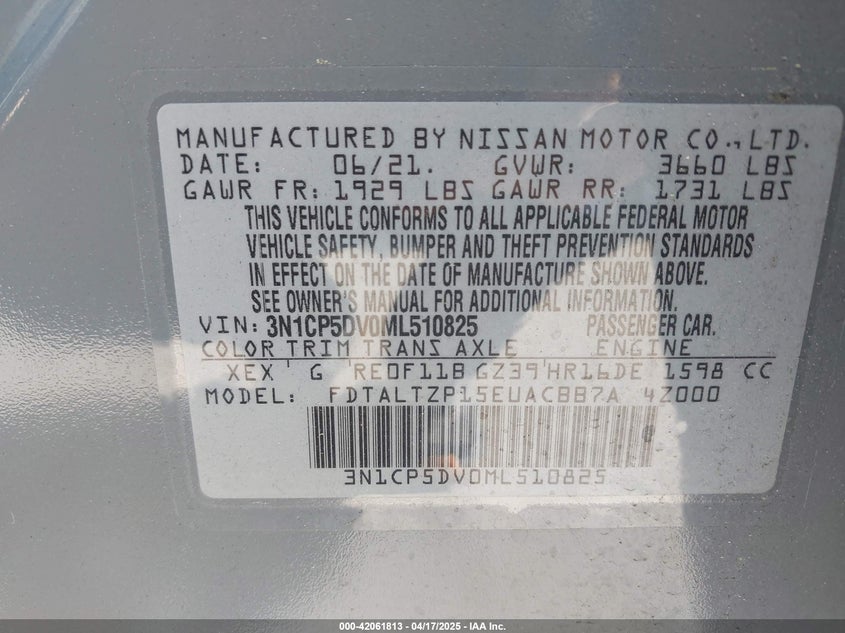 MANUFACTURED BY NISSAN MOTOR CO., LTD.
DATE: 06/21. GVWR: 3660 LBS
GAWR FR: 1929 LBS GAWR RR: 1731 LBS
THIS VEHICLE CONFORMS TO ALL APPLICABLE FEDERAL MOTOR
VEHICLE SAFETY, BUMPER AND THEFT PREVENTION STANDARDS
IN EFFECT ON THE DATE OF MANUFACTURE SHOWN ABOVE.
SEE OWNER'S MANUAL FOR ADDITIONAL INFORMATION.
VIN: 3N1CP5DV0ML510825 PASSENGER CAR.
COLOR TRIM TRANS AXLE ENGINE
XEX G RE0F11B GZ39 HR16DE 1598 CC
MODEL: FDTALTZP15EUACBB7A 4Z000
3N1CP5DV0ML510825
000-42061813 - 04/17/2025 - IAA Inc.